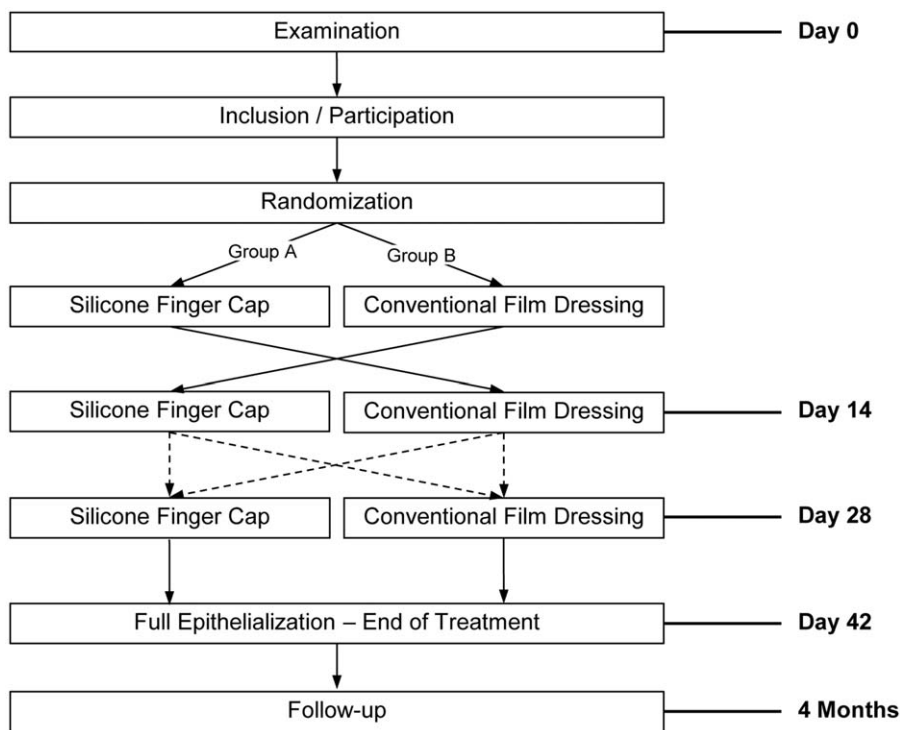 Examination
Day 0
Inclusion / Participation
Randomization
Group A
Group B
Silicone Finger Cap
Conventional Film Dressing
Silicone Finger Cap
Conventional Film Dressing
Day 14
Silicone Finger Cap
Conventional Film Dressing
Day 28
Full Epithelialization – End of Treatment
Day 42
Follow-up
4 Months